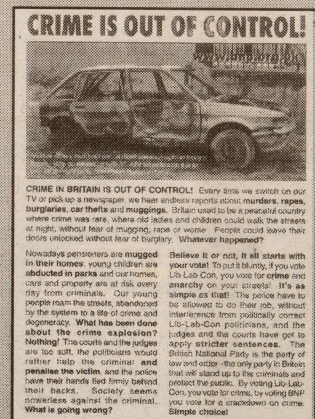 CRIME IS OUT OF CONTROL!
www.bnp.org.uk
CRIME IN BRITAIN IS OUT OF CONTROL! Every time we switch on our
TV or pick up a newspaper, we hear endless reports about murders, rapes,
burglaries, car thefts and muggings. Britain used to be a peaceful country
where crime was rare, where old ladies and children could walk the streets
at night, without fear of mugging, rape or worse. People could leave their
doors unlocked without fear of burglary. Whatever happened?
Nowadays pensioners are mugged
in their homes, young children are
abducted in parks and our homes,
cars and property are at risk every
day from criminals. Our young
people roam the streets, abandoned
by the system to a life of crime and
degeneracy. What has been done
about the crime explosion?
Nothing! The courts and the judges
are too soft, the politicians would
rather help the criminal and
penalise the victim, and the police
have their hands tied firmly behind
their backs. Society seems
powerless against the criminal.
What is going wrong?
Believe it or not, it all starts with
your vote! To put it bluntly, if you vote
Lib-Lab-Con, you vote for crime and
anarchy on your streets! It's as
simple as that! The police have to
be allowed to do their job, without
interference from politically correct
Lib-Lab-Con politicians, and the
judges and the courts have got to
apply stricter sentences. The
British National Party is the party of
law and order - the only party in Britain
that will stand up to the criminals and
protect the public. By voting Lib-Lab-
Con, you vote for crime, by voting BNP
you vote for a crackdown on crime.
Simple choice!